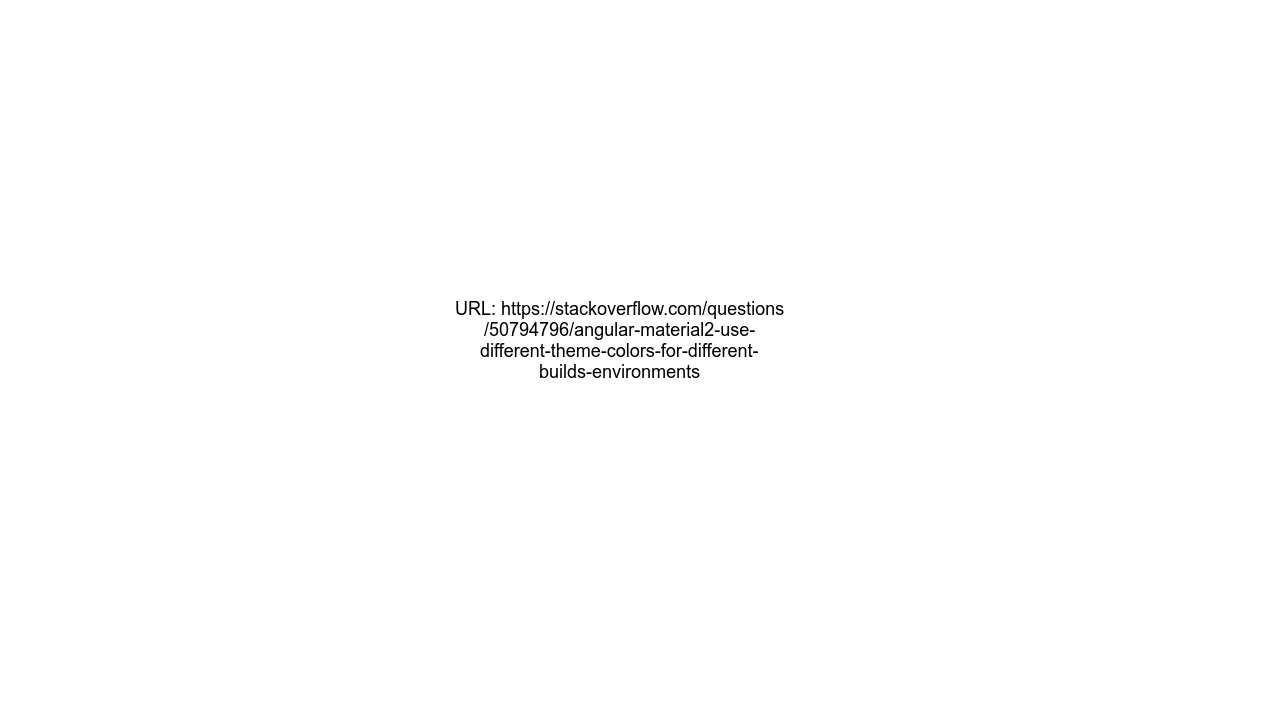 URL: https://stackoverflow.com/questions
/50794796/angular-material2-use-
different-theme-colors-for-different-
builds-environments